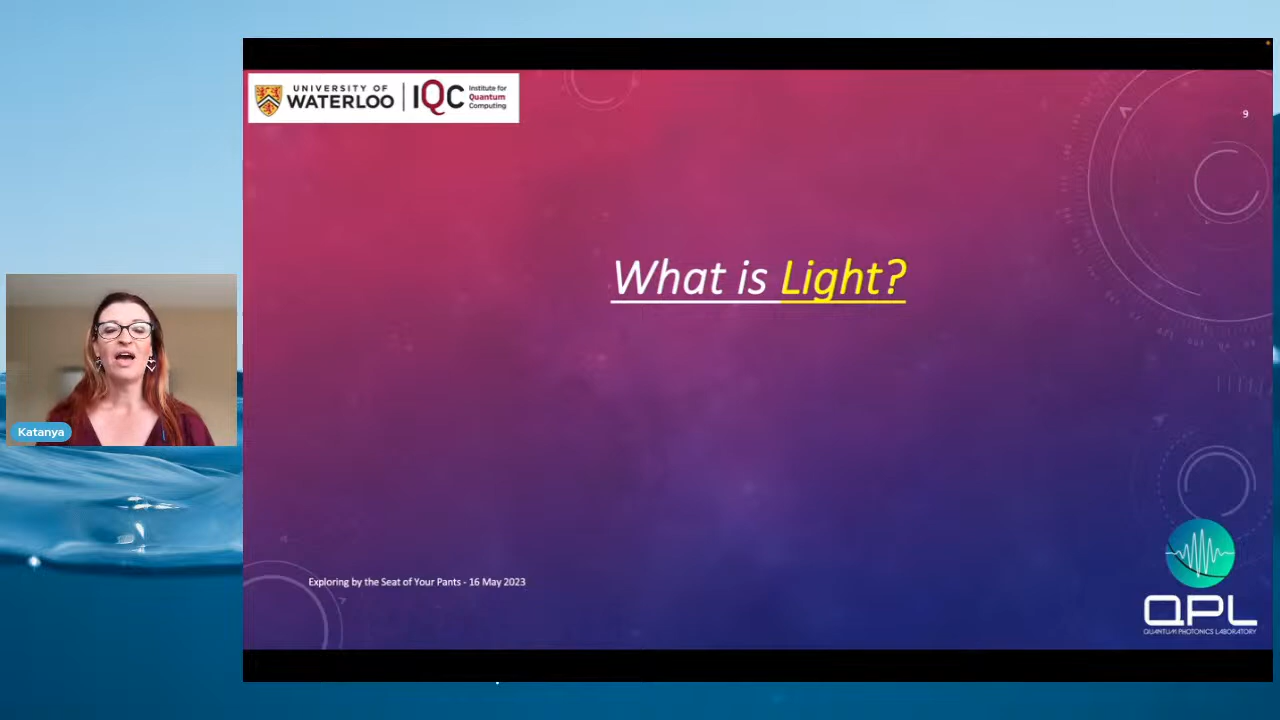 UNIVERSITY OF
WATERLOO
IQC
Institute for
Quantum
Computing
9
What is Light?
Katanya
Exploring by the Seat of Your Pants - 16 May 2023
QPL
QUANTUM PHOTONICS LABORATORY